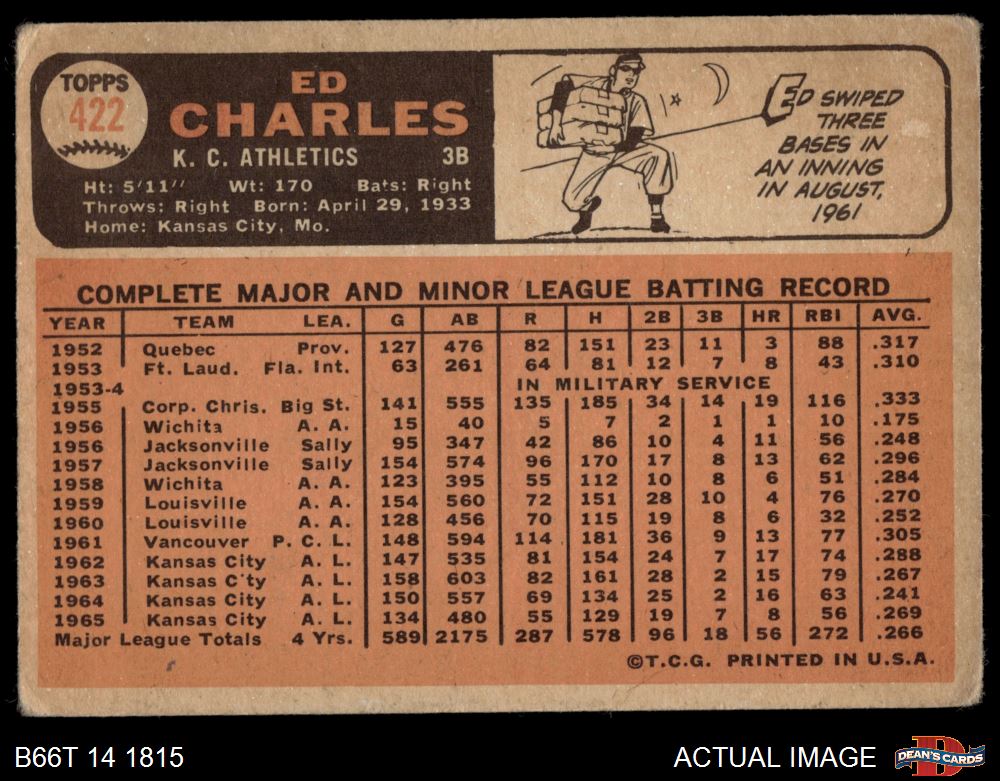 TOPPS
422
ED
CHARLES
K. C. ATHLETICS 3B
Ht: 5'11" Wt: 170 Bats: Right
Throws: Right Born: April 29, 1933
Home: Kansas City, Mo.
ED SWIPED
THREE
BASES IN
AN INNING
IN AUGUST,
1961
COMPLETE MAJOR AND MINOR LEAGUE BATTING RECORD
YEAR TEAM LEA. G AB R H 2B 3B HR RBI AVG.
1952 Quebec Prov. 127 476 82 151 23 11 3 88 .317
1953 Ft. Laud. Fla. Int. 63 261 64 81 12 7 8 43 .310
1953-4 IN MILITARY SERVICE
1955 Corp. Chris. Big St. 141 555 135 185 34 14 19 116 .333
1956 Wichita A. A. 15 40 5 7 2 1 1 10 .175
1956 Jacksonville Sally 95 347 42 86 10 4 11 56 .248
1957 Jacksonville Sally 154 574 96 170 17 8 13 62 .296
1958 Wichita A. A. 123 395 55 112 10 8 6 51 .284
1959 Louisville A. A. 154 560 72 151 28 10 4 76 .270
1960 Louisville A. A. 128 456 70 115 19 8 6 32 .252
1961 Vancouver P. C. L. 148 594 114 181 36 9 13 77 .305
1962 Kansas City A. L. 147 535 81 154 24 7 17 74 .288
1963 Kansas City A. L. 158 603 82 161 28 2 15 79 .267
1964 Kansas City A. L. 150 557 69 134 25 2 16 63 .241
1965 Kansas City A. L. 134 480 55 129 19 7 8 56 .269
Major League Totals 4 Yrs. 589 2175 287 578 96 18 56 272 .266
©T.C.G. PRINTED IN U.S.A.
B66T 14 1815
ACTUAL IMAGE
D
DEAN'S CARDS